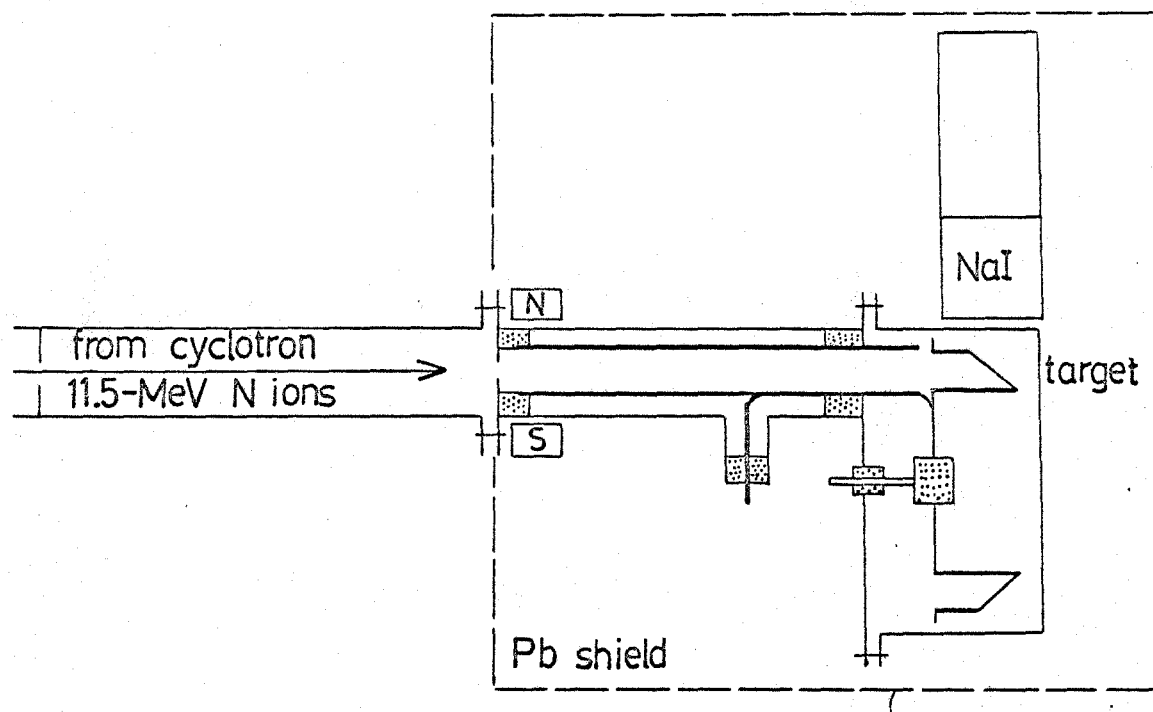 NaI
N
from cyclotron
11.5-MeV N ions
target
S
Pb shield